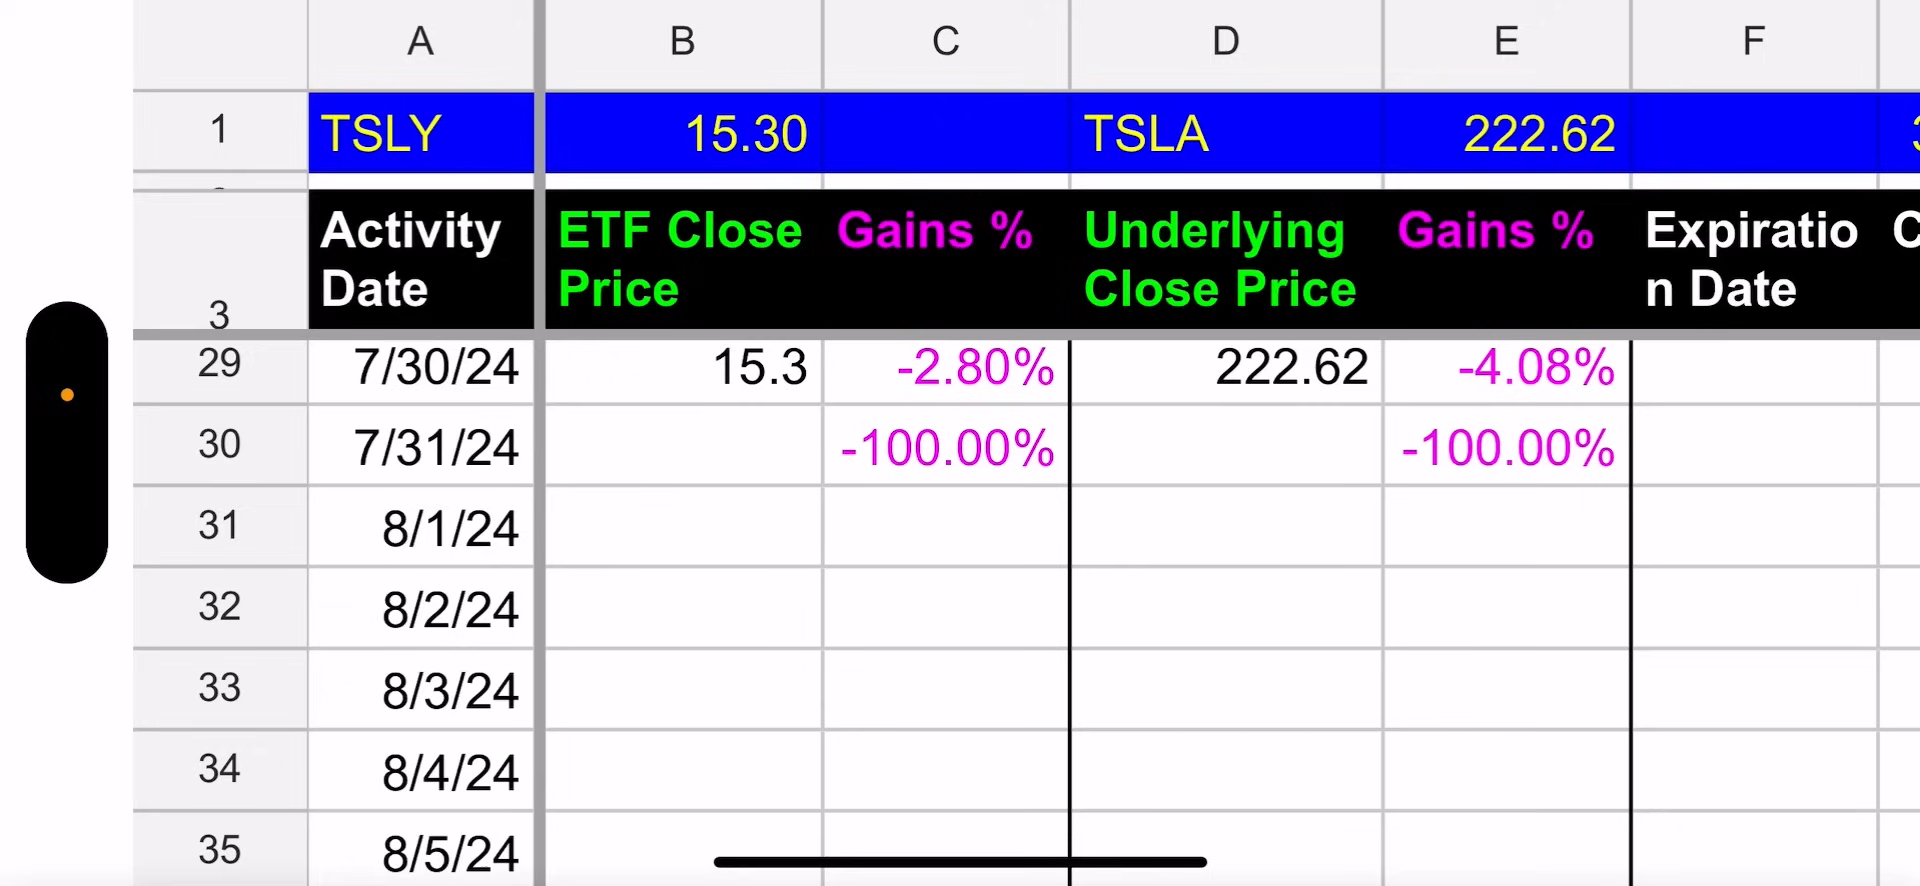 A B C D E F
1 TSLY 15.30 TSLA 222.62
3 Activity Date ETF Close Price Gains % Underlying Close Price Gains % Expiration Date
29 7/30/24 15.3 -2.80% 222.62 -4.08%
30 7/31/24 -100.00% -100.00%
31 8/1/24
32 8/2/24
33 8/3/24
34 8/4/24
35 8/5/24